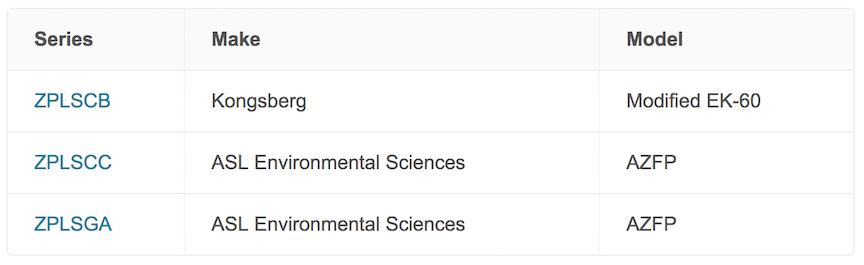 Series Make Model
ZPLSCB Kongsberg Modified EK-60
ZPLSCC ASL Environmental Sciences AZFP
ZPLSGA ASL Environmental Sciences AZFP